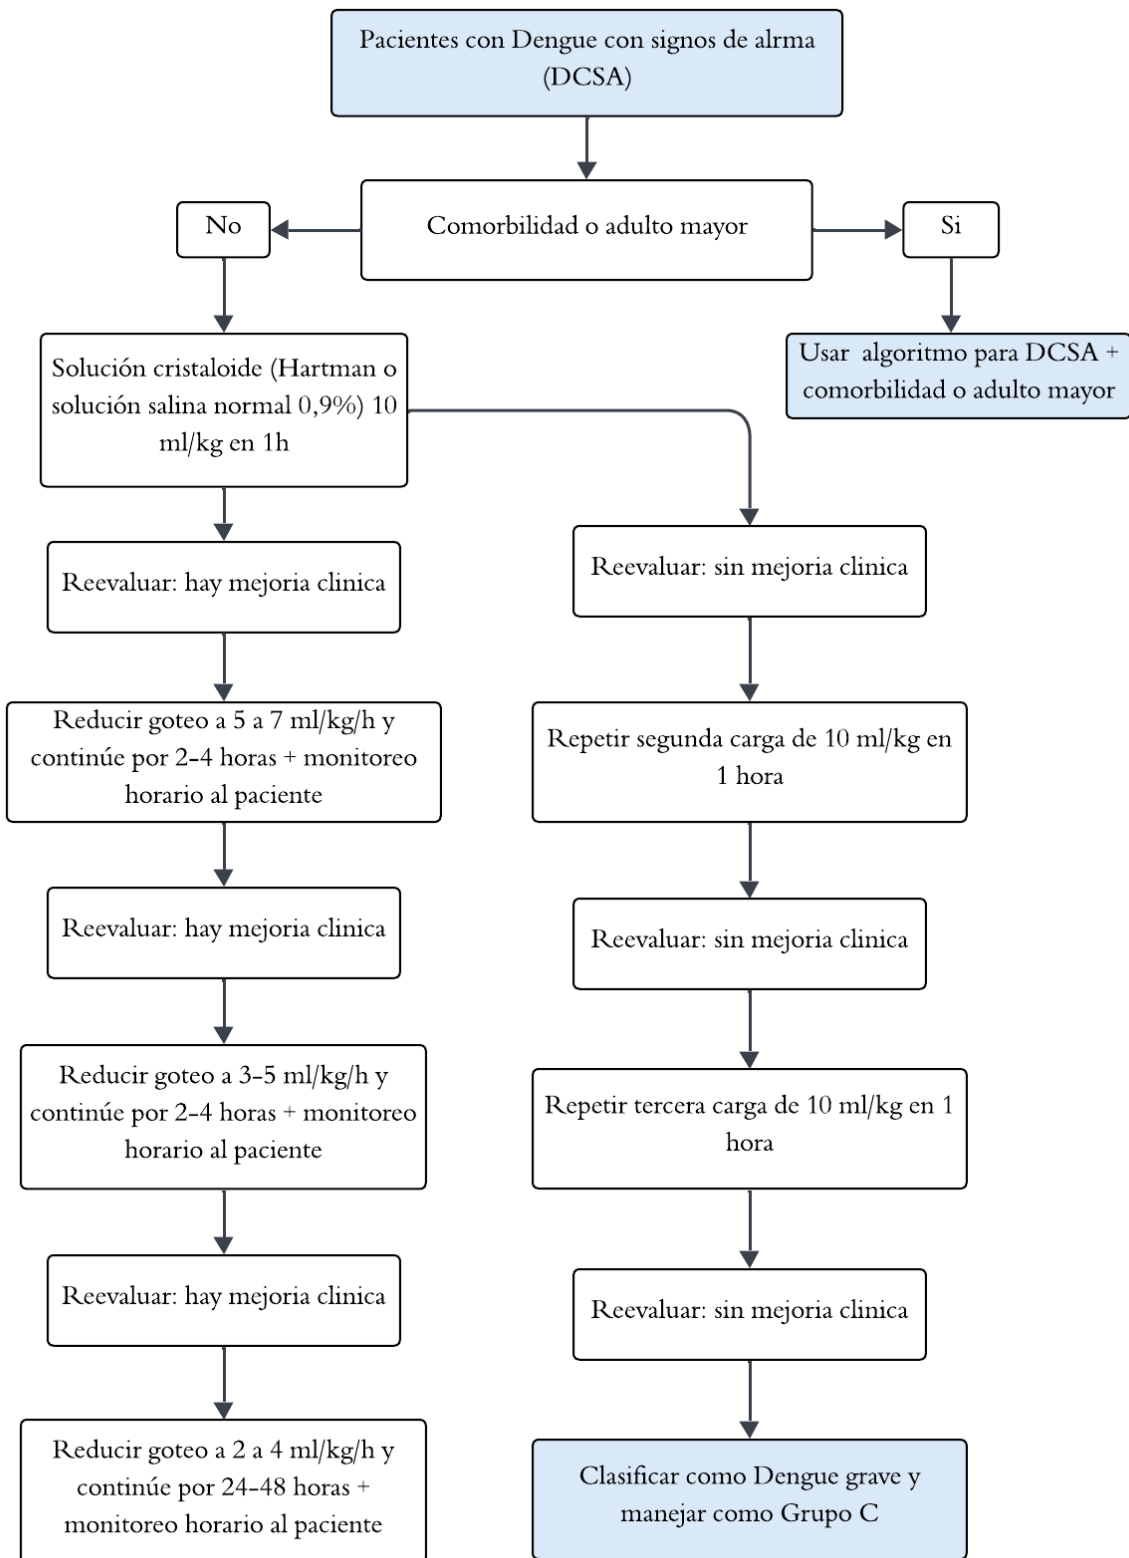 Pacientes con Dengue con signos de alrma
(DCSA)
No
Comorbilidad o adulto mayor
Si
Solución cristaloide (Hartman o
solución salina normal 0,9%) 10
ml/kg en 1h
Usar algoritmo para DCSA +
comorbilidad o adulto mayor
Reevaluar: hay mejoria clinica
Reevaluar: sin mejoria clinica
Reducir goteo a 5 a 7 ml/kg/h y
continúe por 2-4 horas + monitoreo
horario al paciente
Repetir segunda carga de 10 ml/kg en
1 hora
Reevaluar: hay mejoria clinica
Reevaluar: sin mejoria clinica
Reducir goteo a 3-5 ml/kg/h y
continúe por 2-4 horas + monitoreo
horario al paciente
Repetir tercera carga de 10 ml/kg en 1
hora
Reevaluar: hay mejoria clinica
Reevaluar: sin mejoria clinica
Reducir goteo a 2 a 4 ml/kg/h y
continúe por 24-48 horas +
monitoreo horario al paciente
Clasificar como Dengue grave y
manejar como Grupo C